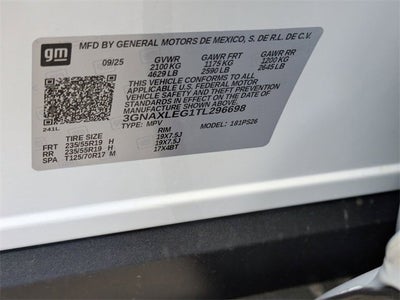 gm
MFD BY GENERAL MOTORS DE MEXICO, S. DE R.L. DE C.V.
09/25 GVWR GAWR FRT GAWR RR
2100 KG 1175 KG 1200 KG
4629 LB 2590 LB 2645 LB
THIS VEHICLE CONFORMS TO ALL
APPLICABLE U.S. FEDERAL MOTOR
VEHICLE SAFETY, BUMPER, AND THEFT
PREVENTION STANDARDS IN EFFECT ON THE DATE
OF MANUFACTURE SHOWN ABOVE.
3GNAXLEG1TL296698
TYPE: MPV MODEL: 1S1PS26
241L
TIRE SIZE RIM
FRT 235/55R19 H 19X7.5J
RR 235/55R19 H 19X7.5J
SPA T125/70R17 M 17X4BT